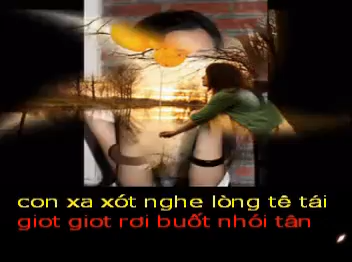 con xa xót nghe lòng tê tái
giot giot rơi buốt nhói tân